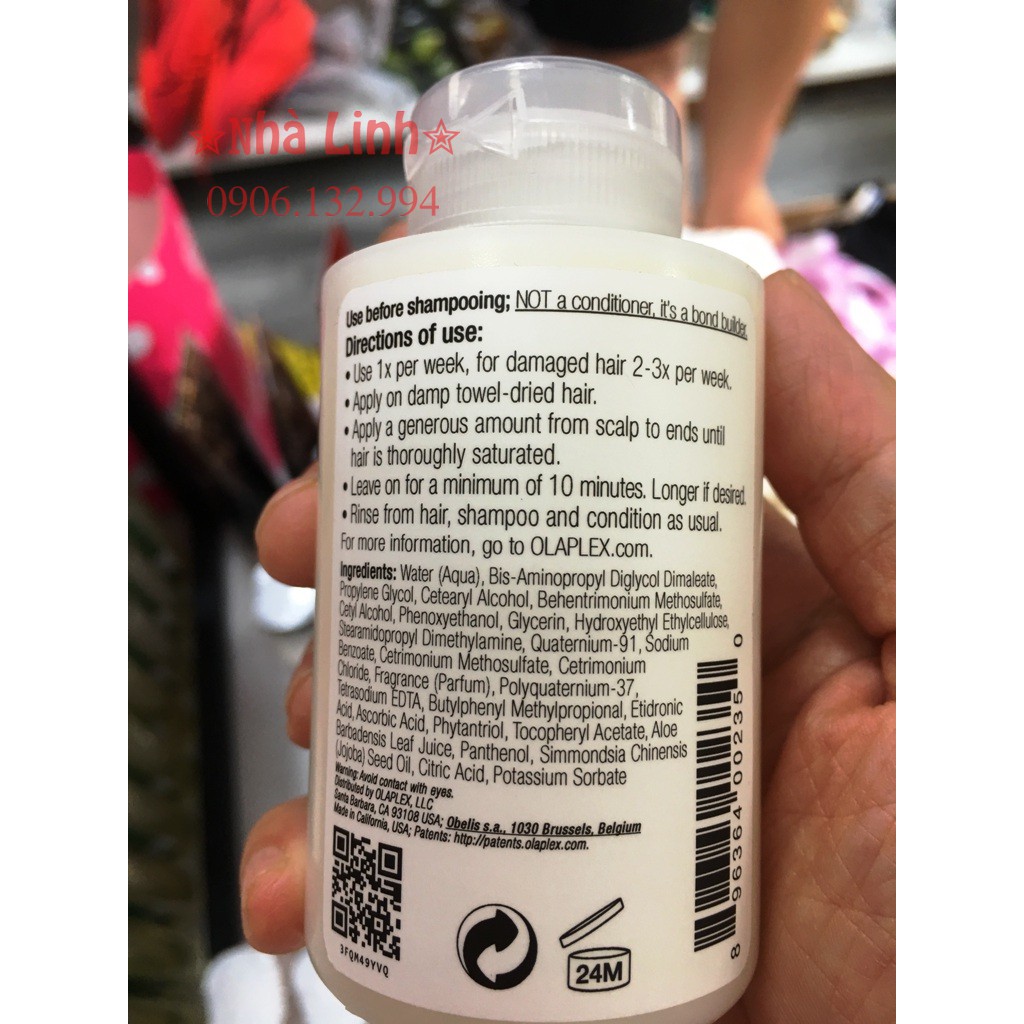 ☆Nhà Linh☆
0906.132.994
Use before shampooing; NOT a conditioner, it's a bond builder.
Directions of use:
• Use 1x per week, for damaged hair 2-3x per week.
• Apply on damp towel-dried hair.
• Apply a generous amount from scalp to ends until
hair is thoroughly saturated.
• Leave on for a minimum of 10 minutes. Longer if desired.
• Rinse from hair, shampoo and condition as usual.
For more information, go to OLAPLEX.com.
Ingredients: Water (Aqua), Bis-Aminopropyl Diglycol Dimaleate,
Propylene Glycol, Cetearyl Alcohol, Behentrimonium Methosulfate,
Cetyl Alcohol, Phenoxyethanol, Glycerin, Hydroxyethyl Ethylcellulose,
Stearamidopropyl Dimethylamine, Quaternium-91, Sodium
Benzoate, Cetrimonium Methosulfate, Cetrimonium
Chloride, Fragrance (Parfum), Polyquaternium-37,
Tetrasodium EDTA, Butylphenyl Methylpropional, Etidronic
Acid, Ascorbic Acid, Phytantriol, Tocopheryl Acetate, Aloe
Barbadensis Leaf Juice, Panthenol, Simmondsia Chinensis
(Jojoba) Seed Oil, Citric Acid, Potassium Sorbate
Warning: Avoid contact with eyes.
Distributed by OLAPLEX, LLC
Santa Barbara, CA 93108 USA; Obelis s.a., 1030 Brussels, Belgium
Made in California, USA; Patents: http://patents.olaplex.com.
3FQM49YVQ
24M
8 96364 00235 0